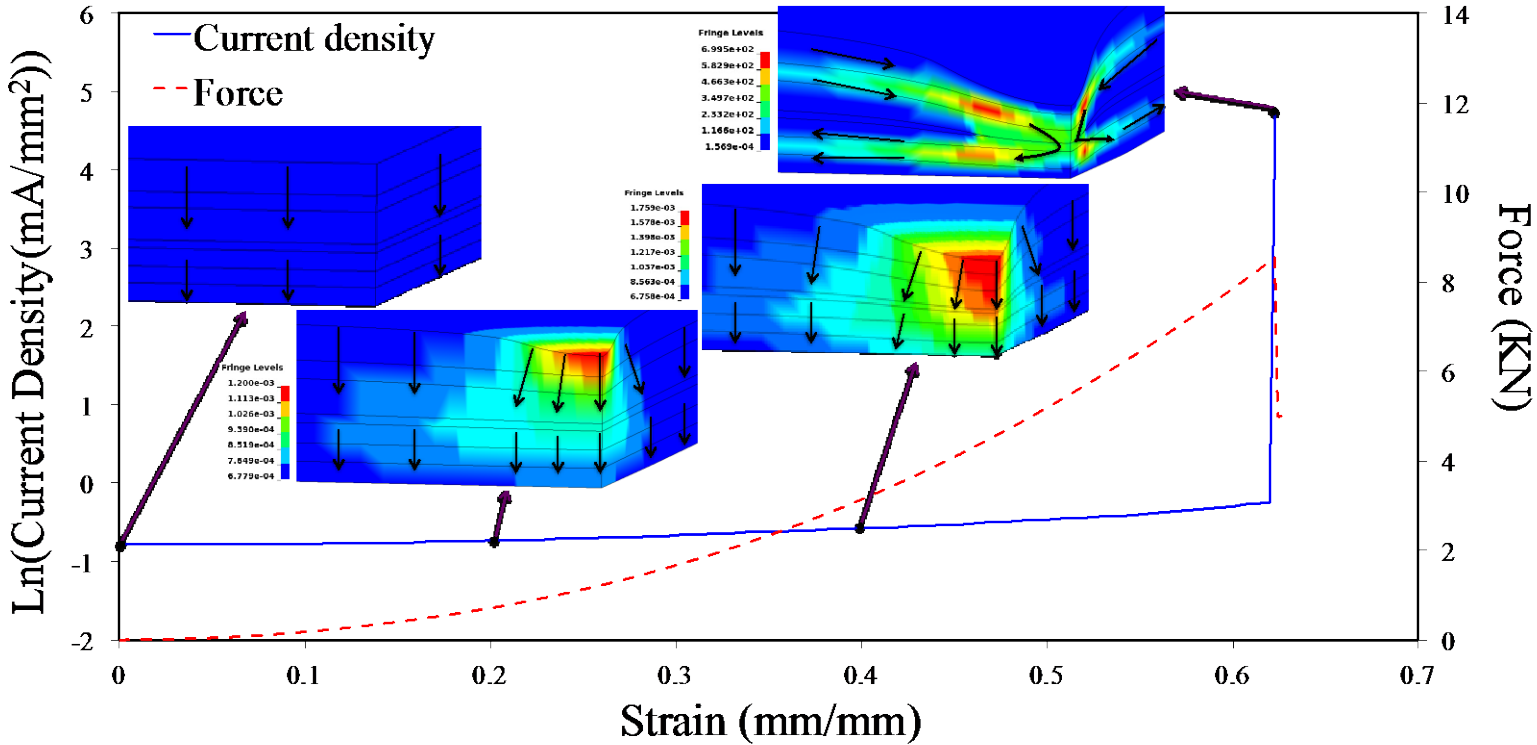 Ln(Current Density(mA/mm²))
6
5
4
3
2
1
0
-1
-2
Current density
Force
Fringe Levels
6.995e+02
5.829e+02
4.663e+02
3.497e+02
2.332e+02
1.166e+02
1.569e-04
Fringe Levels
1.759e-03
1.578e-03
1.398e-03
1.217e-03
1.037e-03
8.563e-04
6.758e-04
Fringe Levels
1.200e-03
1.113e-03
1.026e-03
9.390e-04
8.519e-04
7.649e-04
6.779e-04
14
12
10
8
6
4
2
0
Force (KN)
0
0.1
0.2
0.3
0.4
0.5
0.6
0.7
Strain (mm/mm)